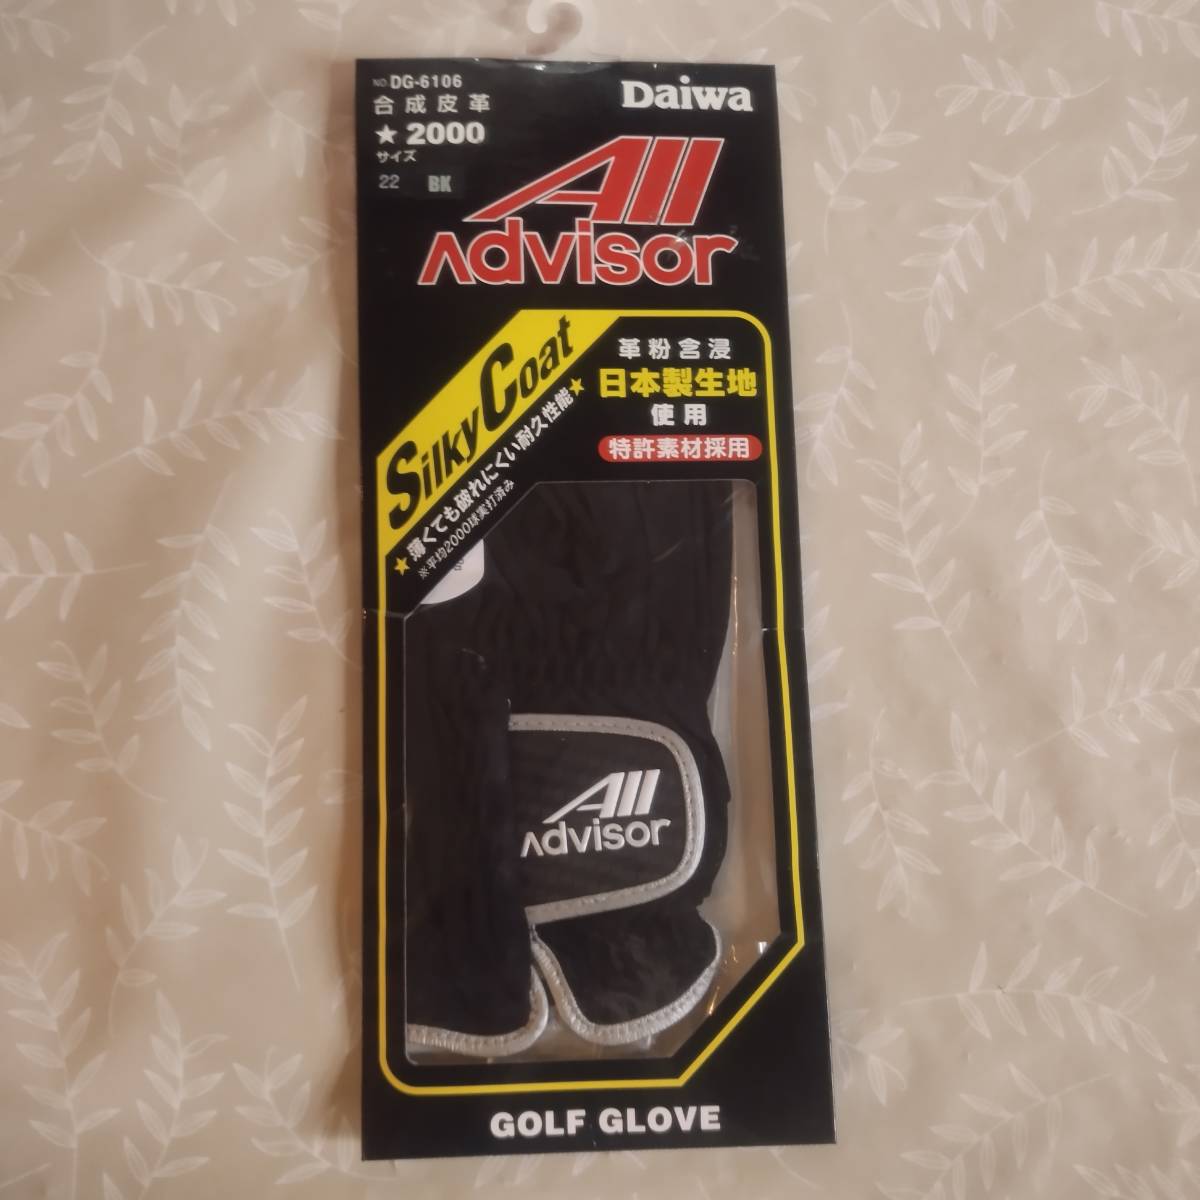 NO.DG-6106
合成皮革
★2000
サイズ
22 BK
Daiwa
All
Advisor
Silky Coat
★薄くても破れにくい耐久性能★
※平均2000球実打済み
革粉含浸
日本製生地
使用
特許素材採用
All
Advisor
GOLF GLOVE